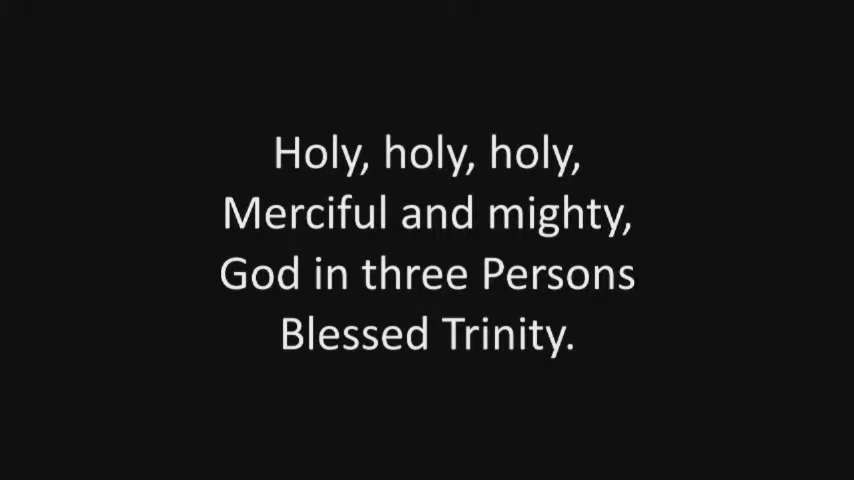 Holy, holy, holy,
Merciful and mighty,
God in three Persons
Blessed Trinity.